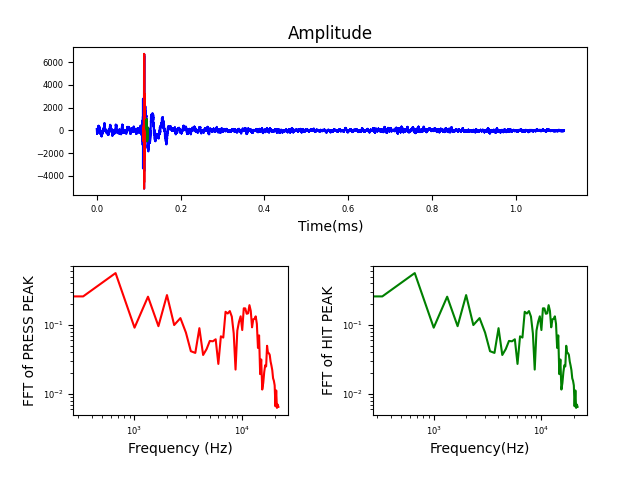 Amplitude
6000
4000
2000
0
−2000
−4000
0.0 0.2 0.4 0.6 0.8 1.0
Time(ms)
FFT of PRESS PEAK
10⁻¹
10⁻²
10³ 10⁴
Frequency (Hz)
FFT of HIT PEAK
10⁻¹
10⁻²
10³ 10⁴
Frequency(Hz)